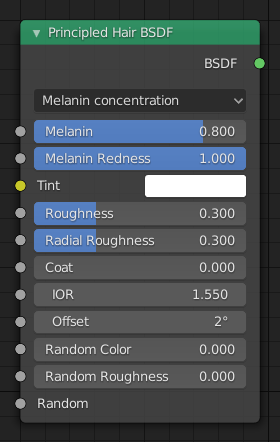 Principled Hair BSDF
BSDF
Melanin concentration
Melanin 0.800
Melanin Redness 1.000
Tint
Roughness 0.300
Radial Roughness 0.300
Coat 0.000
IOR 1.550
Offset 2°
Random Color 0.000
Random Roughness 0.000
Random